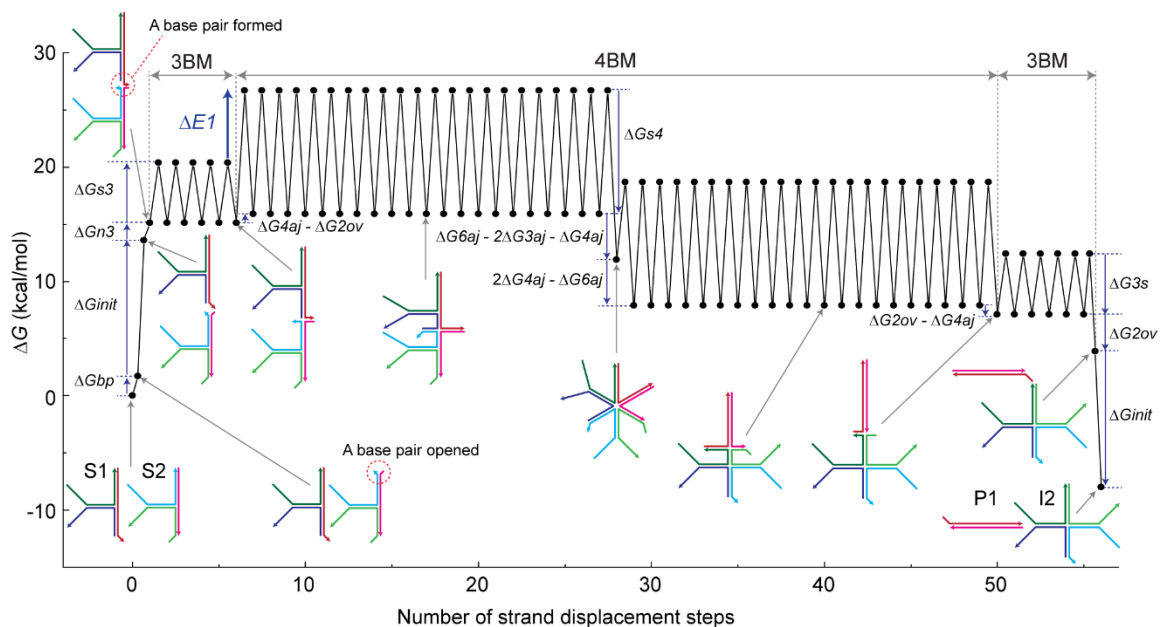 A base pair formed
3BM
4BM
3BM
30
20
10
0
-10
ΔG (kcal/mol)
ΔE1
ΔGs4
ΔGs3
ΔGn3
ΔGinit
ΔGbp
ΔG4aj - ΔG2ov
ΔG6aj - 2ΔG3aj - ΔG4aj
2ΔG4aj - ΔG6aj
ΔG2ov - ΔG4aj
ΔG3s
ΔG2ov
ΔGinit
A base pair opened
S1
S2
P1
I2
0
10
20
30
40
50
Number of strand displacement steps